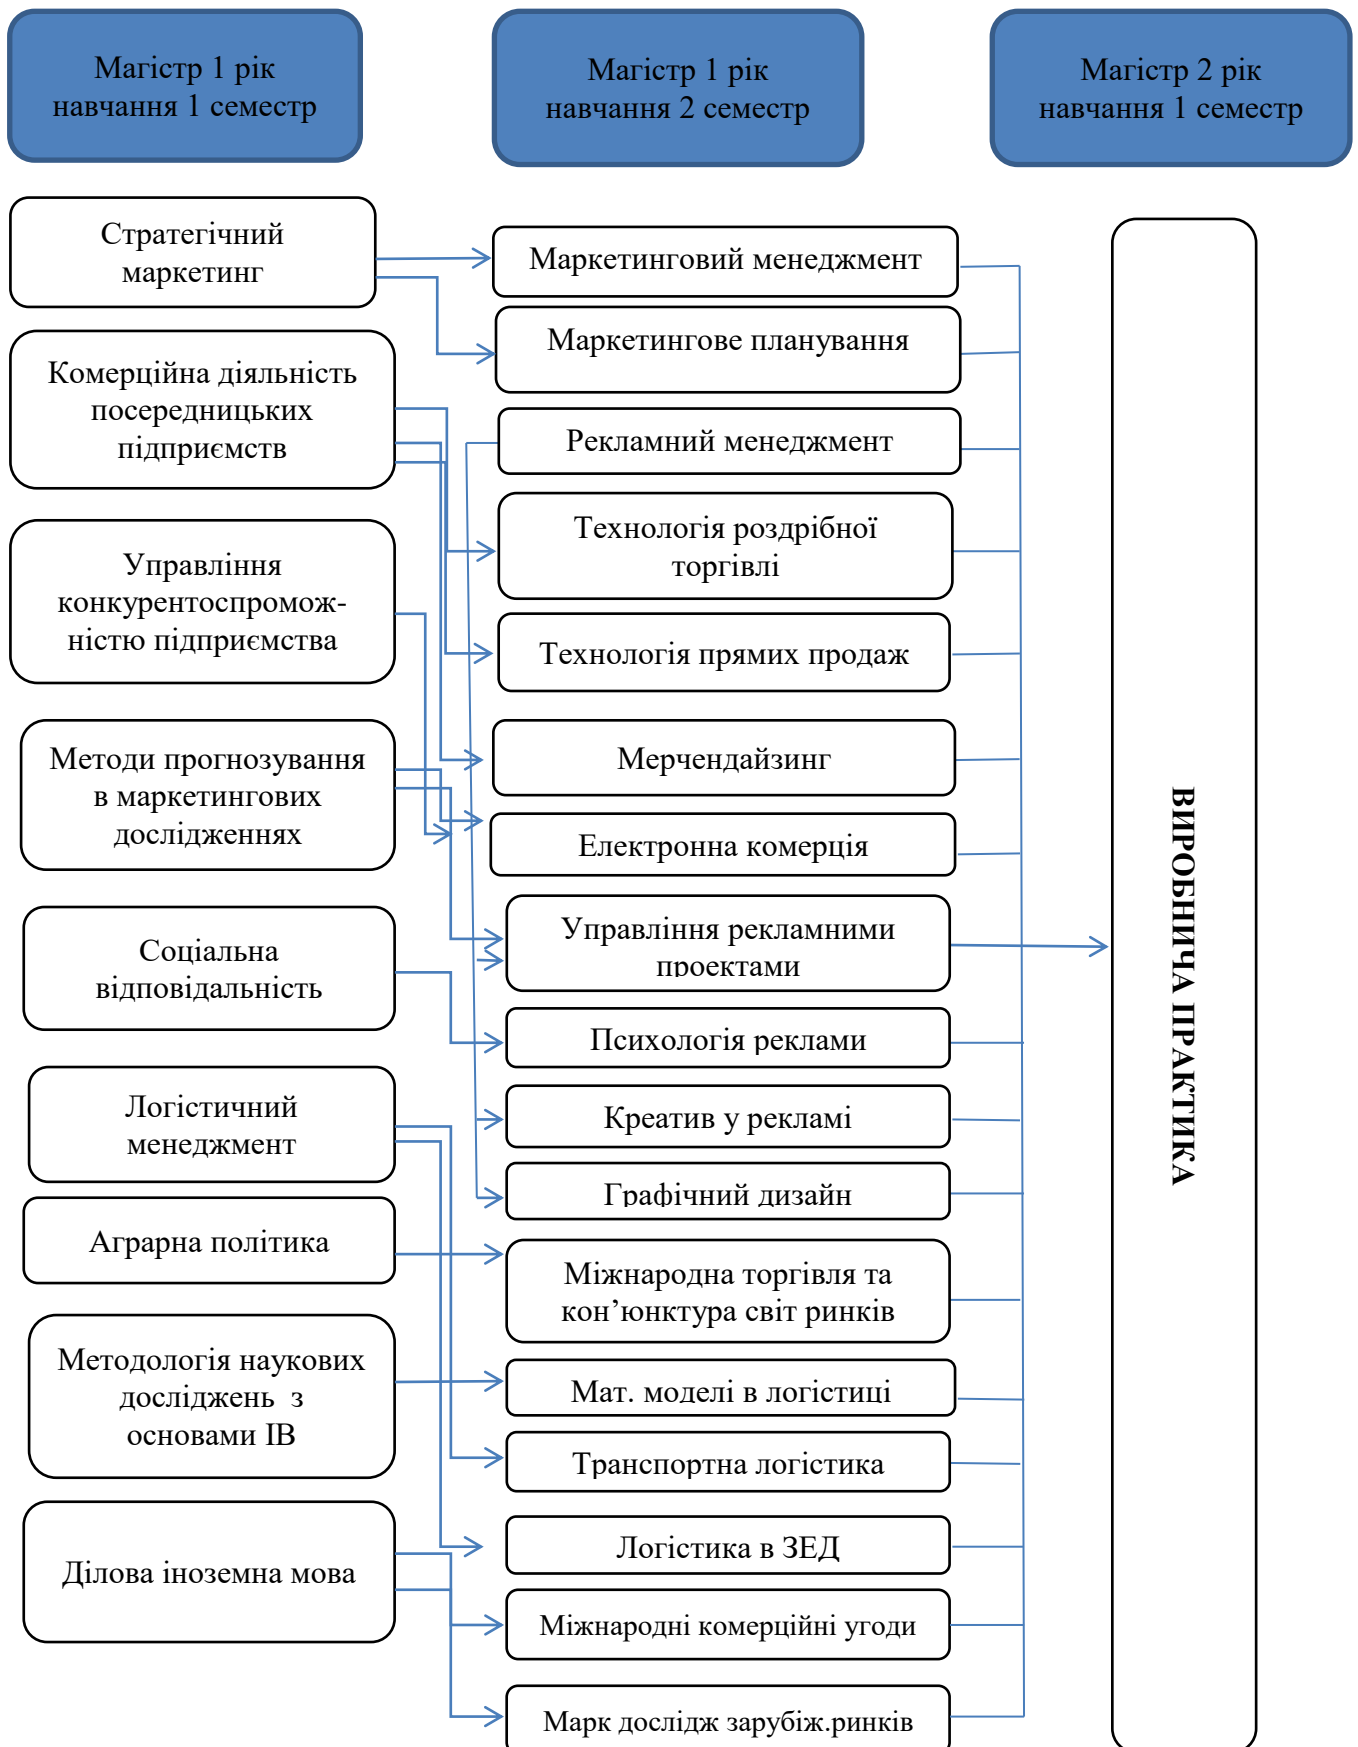 Магістр 1 рік
навчання 1 семестр
Магістр 1 рік
навчання 2 семестр
Магістр 2 рік
навчання 1 семестр
Стратегічний
маркетинг
Комерційна діяльність
посередницьких
підприємств
Управління
конкурентоспромож-
ністю підприємства
Методи прогнозування
в маркетингових
дослідженнях
Соціальна
відповідальність
Логістичний
менеджмент
Аграрна політика
Методологія наукових
досліджень з
основами ІВ
Ділова іноземна мова
Маркетинговий менеджмент
Маркетингове планування
Рекламний менеджмент
Технологія роздрібної
торгівлі
Технологія прямих продаж
Мерчендайзинг
Електронна комерція
Управління рекламними
проектами
Психологія реклами
Креатив у рекламі
Графічний дизайн
Міжнародна торгівля та
кон’юнктура світ ринків
Мат. моделі в логістиці
Транспортна логістика
Логістика в ЗЕД
Міжнародні комерційні угоди
Марк дослідж зарубіж.ринків
ВИРОБНИЧА ПРАКТИКА